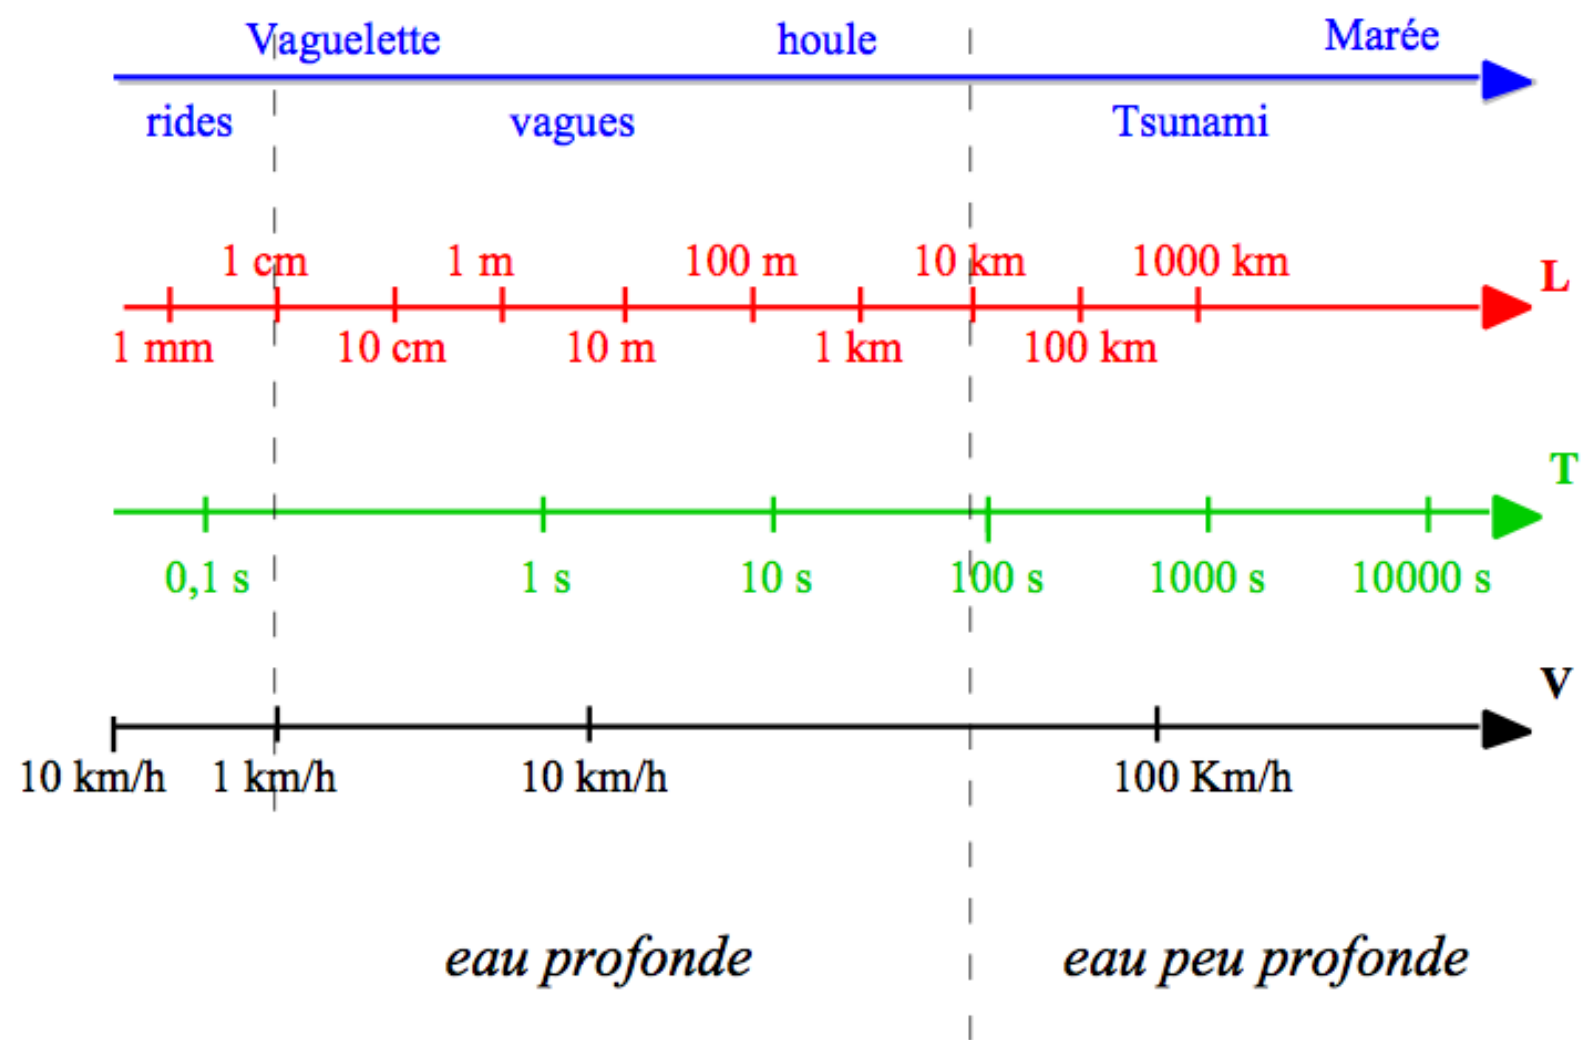 Vaguelette houle Marée
rides vagues Tsunami
1 cm 1 m 100 m 10 km 1000 km L
1 mm 10 cm 10 m 1 km 100 km
T
0,1 s 1 s 10 s 100 s 1000 s 10000 s
V
10 km/h 1 km/h 10 km/h 100 Km/h
eau profonde eau peu profonde